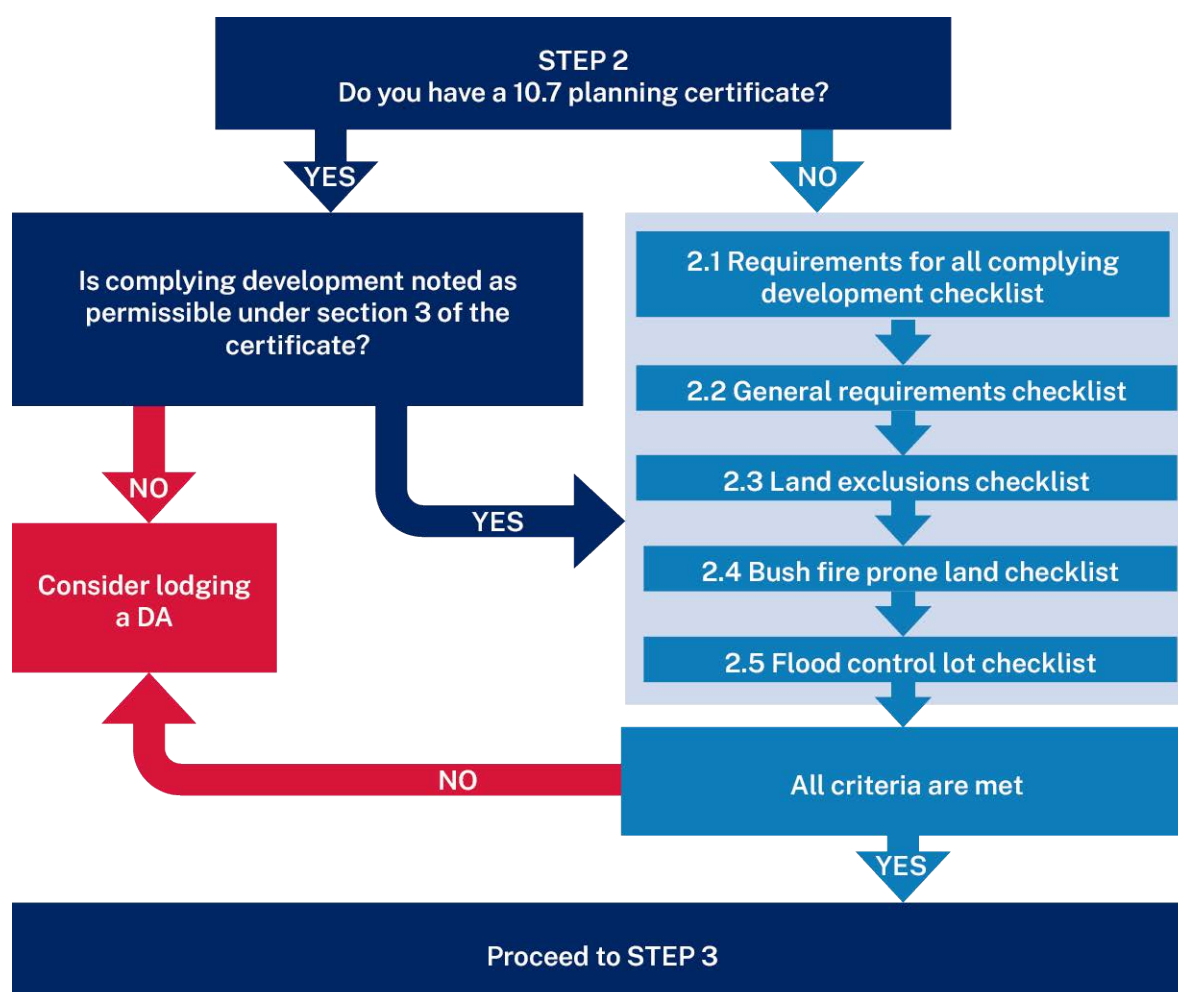 STEP 2
Do you have a 10.7 planning certificate?
YES
NO
Is complying development noted as
permissible under section 3 of the
certificate?
2.1 Requirements for all complying
development checklist
2.2 General requirements checklist
2.3 Land exclusions checklist
NO
YES
Consider lodging
a DA
2.4 Bush fire prone land checklist
2.5 Flood control lot checklist
NO
All criteria are met
YES
Proceed to STEP 3